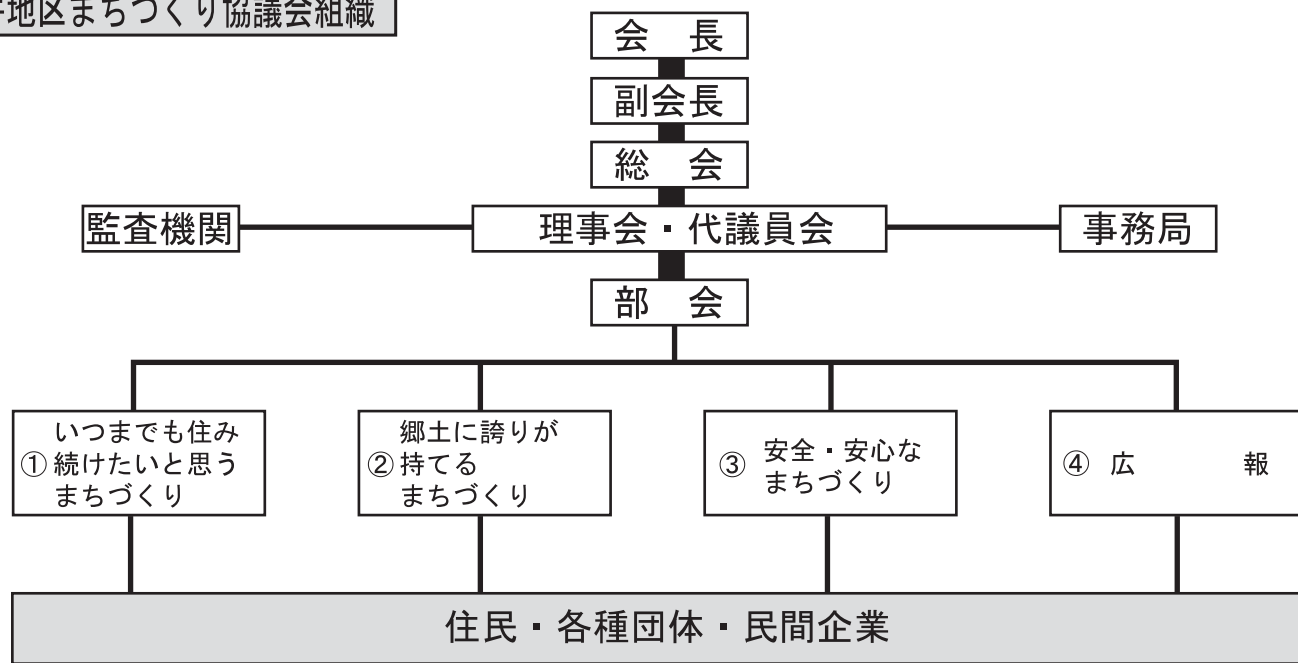 地区まちづくり協議会組織
会　長
副会長
総　会
監査機関
理事会・代議員会
事務局
部　会
① いつまでも住み
続けたいと思う
まちづくり
② 郷土に誇りが
持てる
まちづくり
③ 安全・安心な
まちづくり
④ 広　報
住民・各種団体・民間企業